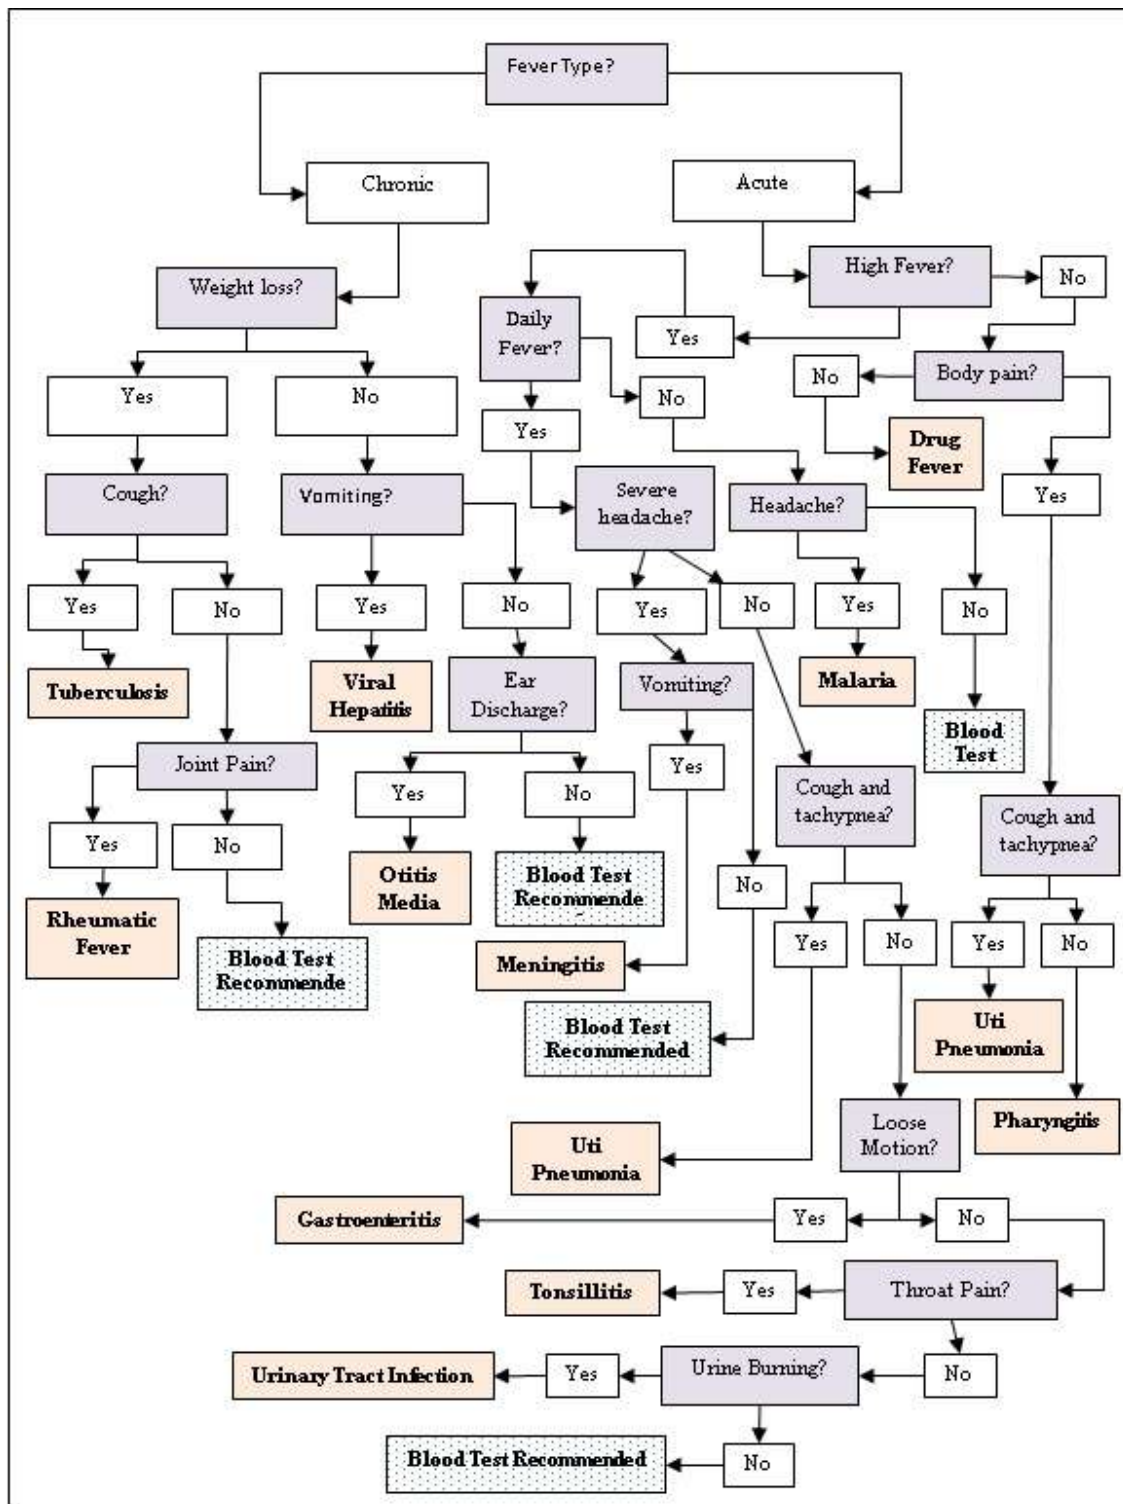 Fever Type?
Chronic
Acute
High Fever?
No
Weight loss?
Daily
Fever?
Yes
Body pain?
No
Yes
No
No
Yes
Drug
Fever
Cough?
Vomiting?
Severe
headache?
Headache?
Yes
Yes
No
Yes
No
Yes
No
Yes
No
Tuberculosis
Viral
Hepatitis
Ear
Discharge?
Vomiting?
Malaria
Blood
Test
Joint Pain?
Yes
Cough and
tachypnea?
Cough and
tachypnea?
Yes
No
Yes
No
No
Otitis
Media
Blood Test
Recommende
Rheumatic
Fever
Blood Test
Recommende
Meningitis
Yes
No
Yes
No
Blood Test
Recommended
Uti
Pneumonia
Pharyngitis
Loose
Motion?
Uti
Pneumonia
Gastroenteritis
Yes
No
Tonsillitis
Yes
Throat Pain?
Urinary Tract Infection
Yes
Urine Burning?
No
Blood Test Recommended
No